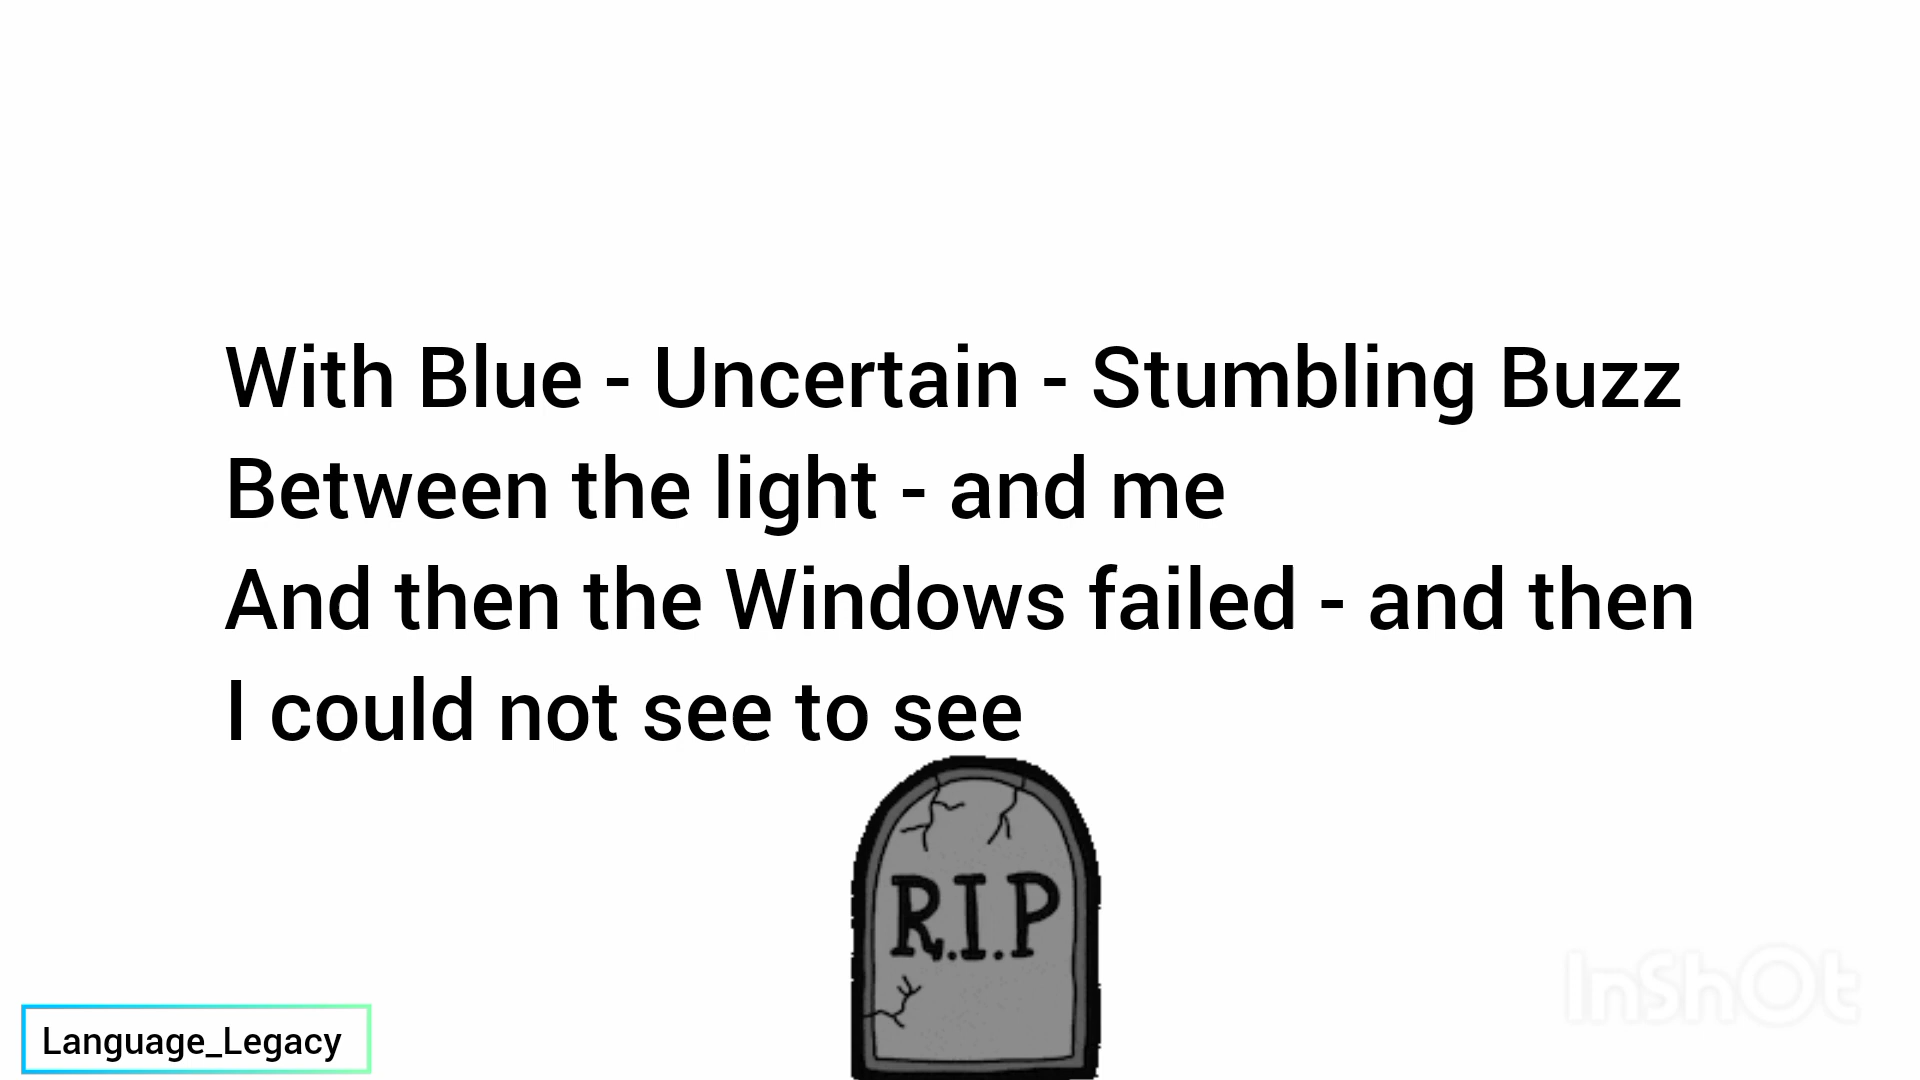 With Blue - Uncertain - Stumbling Buzz
Between the light - and me
And then the Windows failed - and then
I could not see to see
R.I.P
Language_Legacy
InShOt